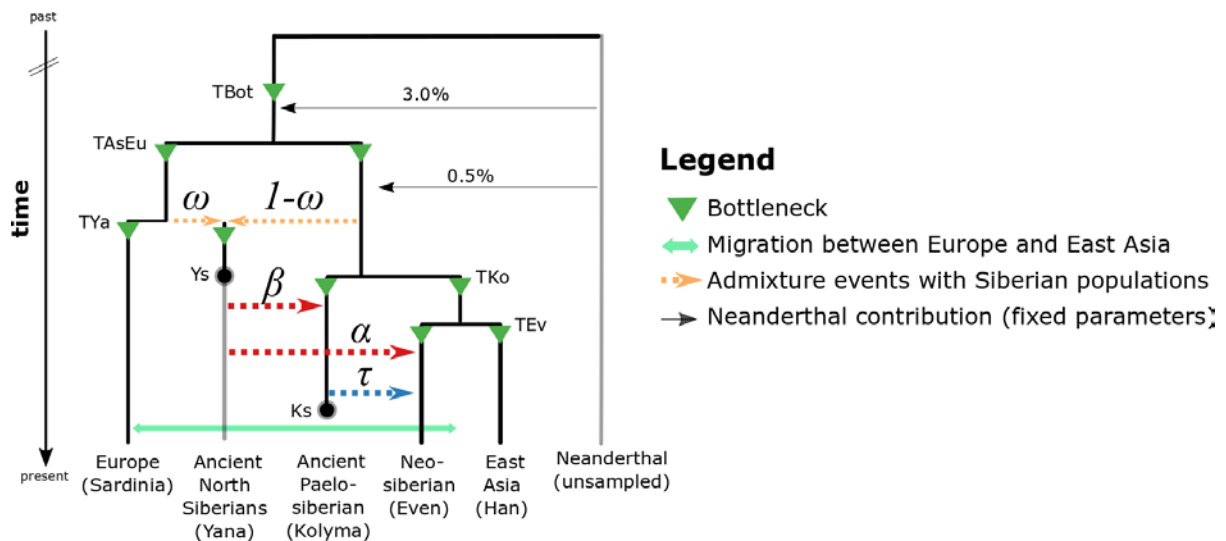 past
TBot
3.0%
TAsEu
0.5%
ω
1-ω
TYa
time
Ys
β
TKo
TEv
α
τ
Ks
present
Europe
(Sardinia)
Ancient
North
Siberians
(Yana)
Ancient
Paelo-
siberian
(Kolyma)
Neo-
siberian
(Even)
East
Asia
(Han)
Neanderthal
(unsampled)
Legend
Bottleneck
Migration between Europe and East Asia
Admixture events with Siberian populations
Neanderthal contribution (fixed parameters)